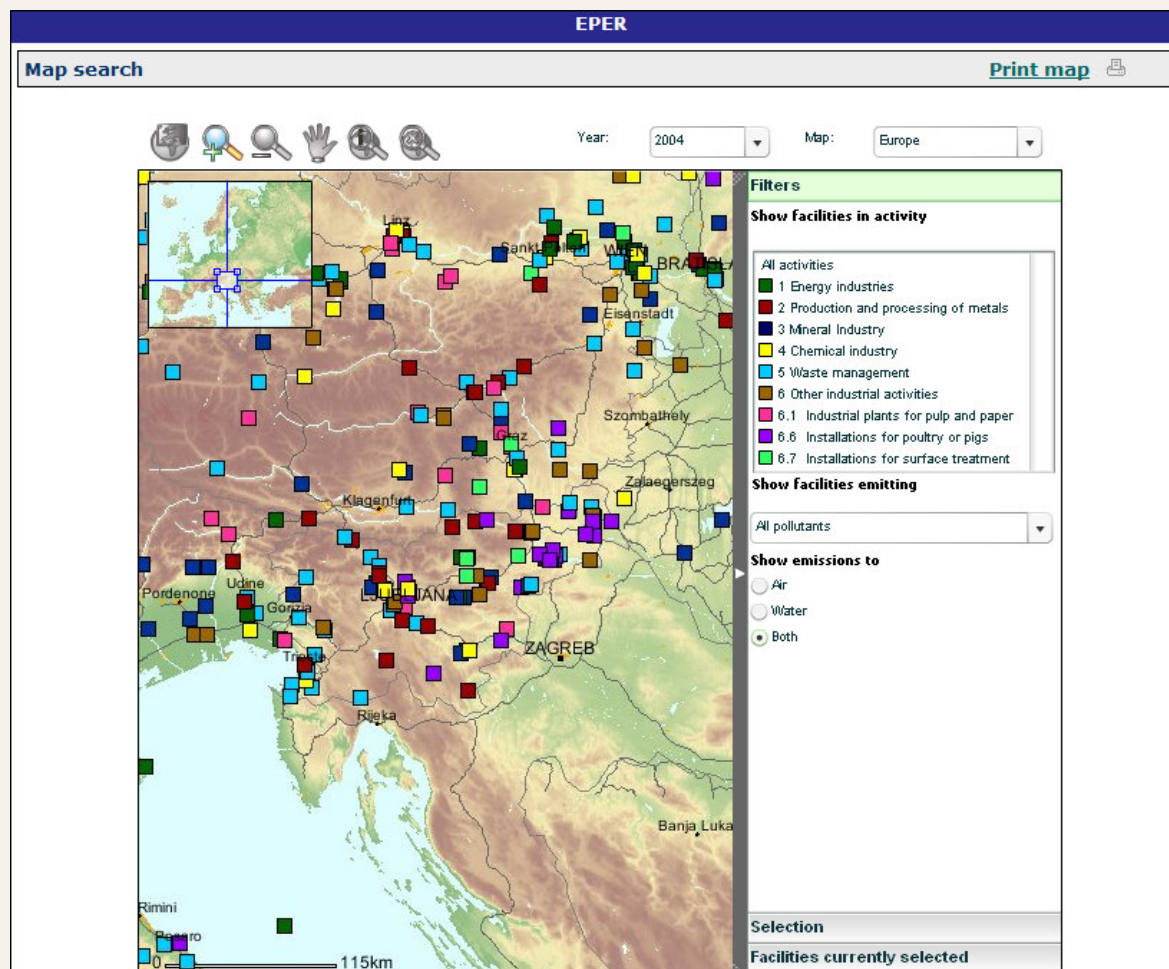 EPER
Map search
Print map
Year:
2004
Map:
Europe
Filters
Show facilities in activity
All activities
1 Energy industries
2 Production and processing of metals
3 Mineral Industry
4 Chemical industry
5 Waste management
6 Other industrial activities
6.1 Industrial plants for pulp and paper
6.6 Installations for poultry or pigs
6.7 Installations for surface treatment
Show facilities emitting
All pollutants
Show emissions to
Air
Water
Both
Selection
Facilities currently selected
Linz
Eisenstadt
Szombathely
Graz
Zalaegerszeg
Klagenfurt
Udine
Pordenone
Gorizia
ZAGREB
Rijeka
Banja Luka
Rimini
0
115km